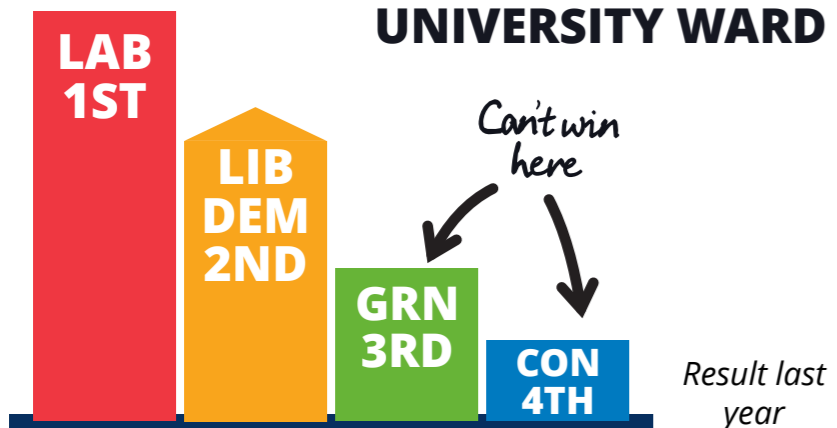 UNIVERSITY WARD
LAB
1ST
LIB
DEM
2ND
Can't win
here
GRN
3RD
CON
4TH
Result last
year